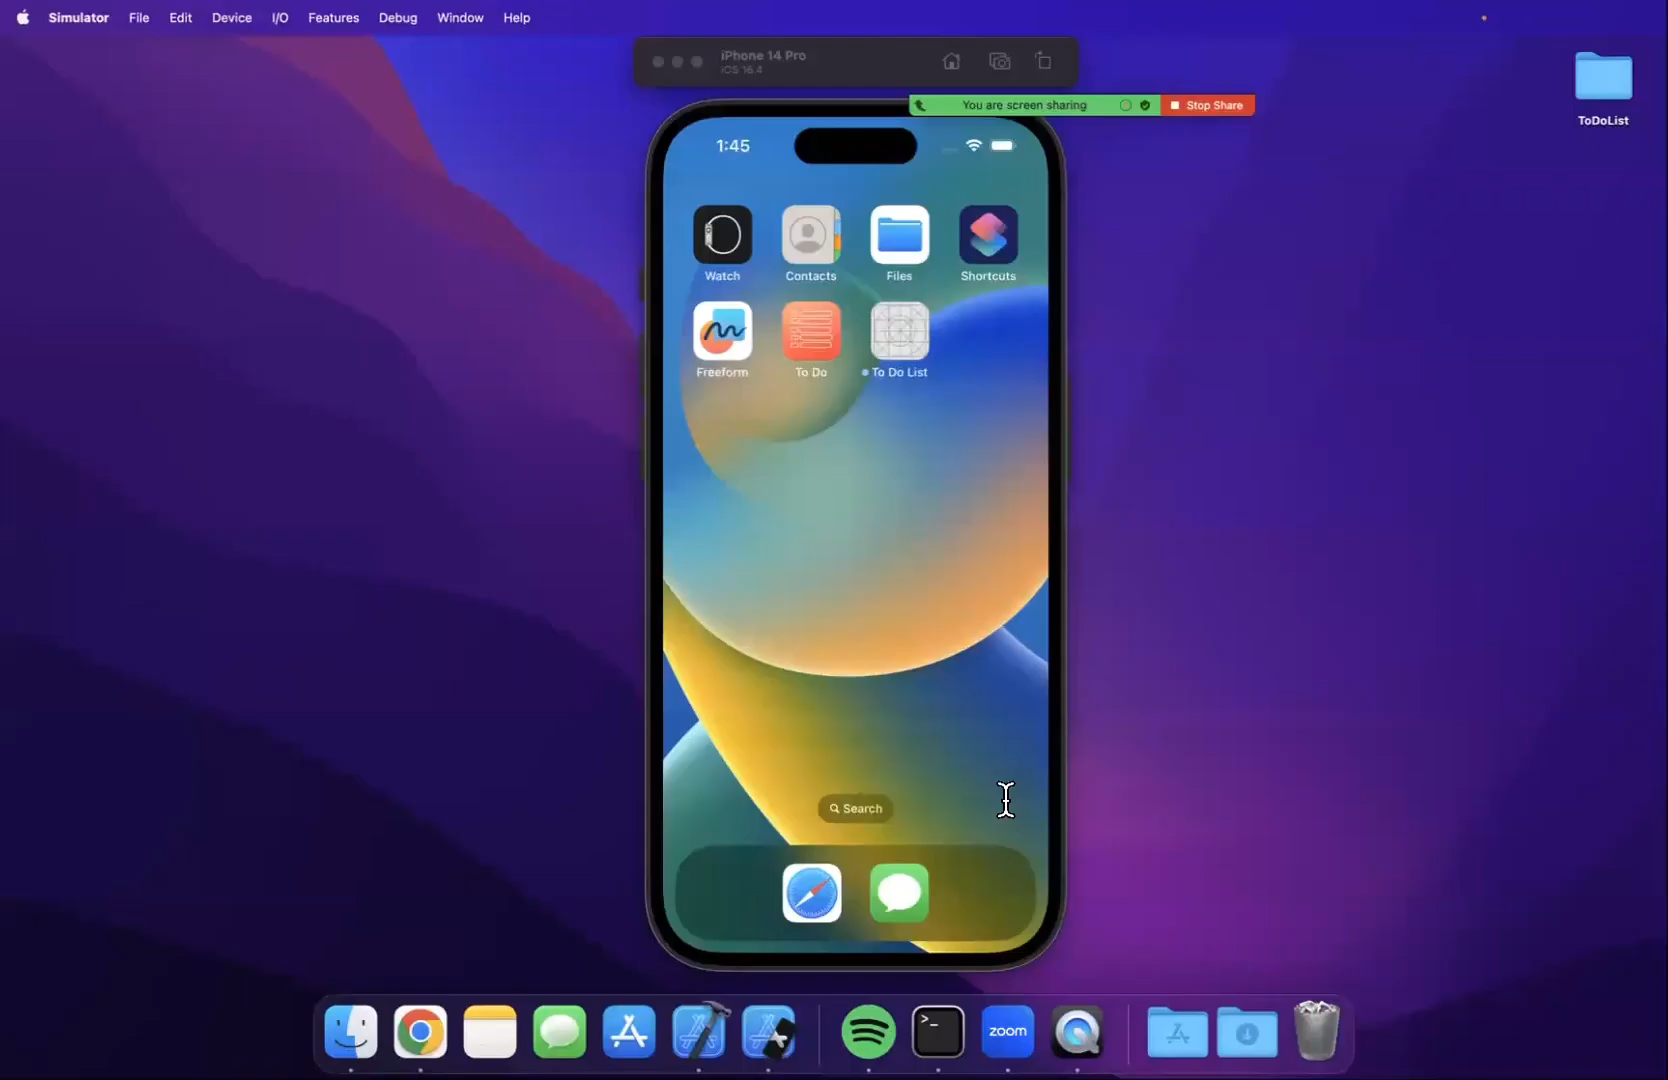 Simulator File Edit Device I/O Features Debug Window Help
iPhone 14 Pro
iOS 16.4
You are screen sharing Stop Share
ToDoList
1:45
Watch Contacts Files Shortcuts
Freeform To Do To Do List
Search
>_
zoom